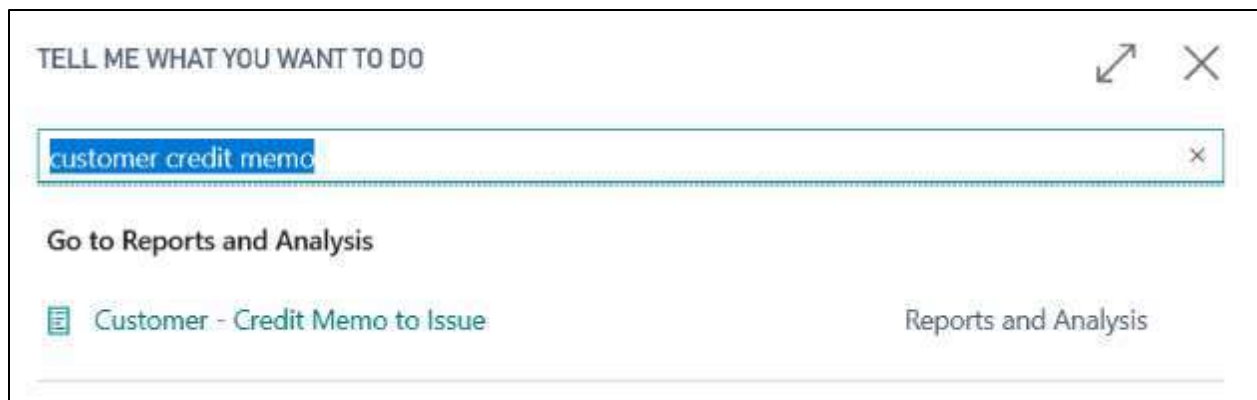 TELL ME WHAT YOU WANT TO DO
customer credit memo
Go to Reports and Analysis
Customer - Credit Memo to Issue Reports and Analysis